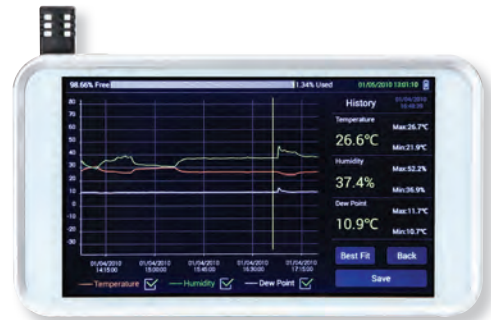 98.66% Free 1.34% Used 01/05/2010 13:01:10
80
70
60
50
40
30
20
10
0
-10
-20
-30
01/04/2010 01/04/2010 01/04/2010 01/04/2010 01/04/2010
14:15:00 15:00:00 15:45:00 16:30:00 17:15:00
Temperature Humidity Dew Point
History 01/04/2010
Temperature
26.6°C
Max:26.7°C
Min:21.9°C
Humidity
37.4%
Max:52.2%
Min:36.9%
Dew Point
10.9°C
Max:11.7°C
Min:10.7°C
Best Fit Back
Save